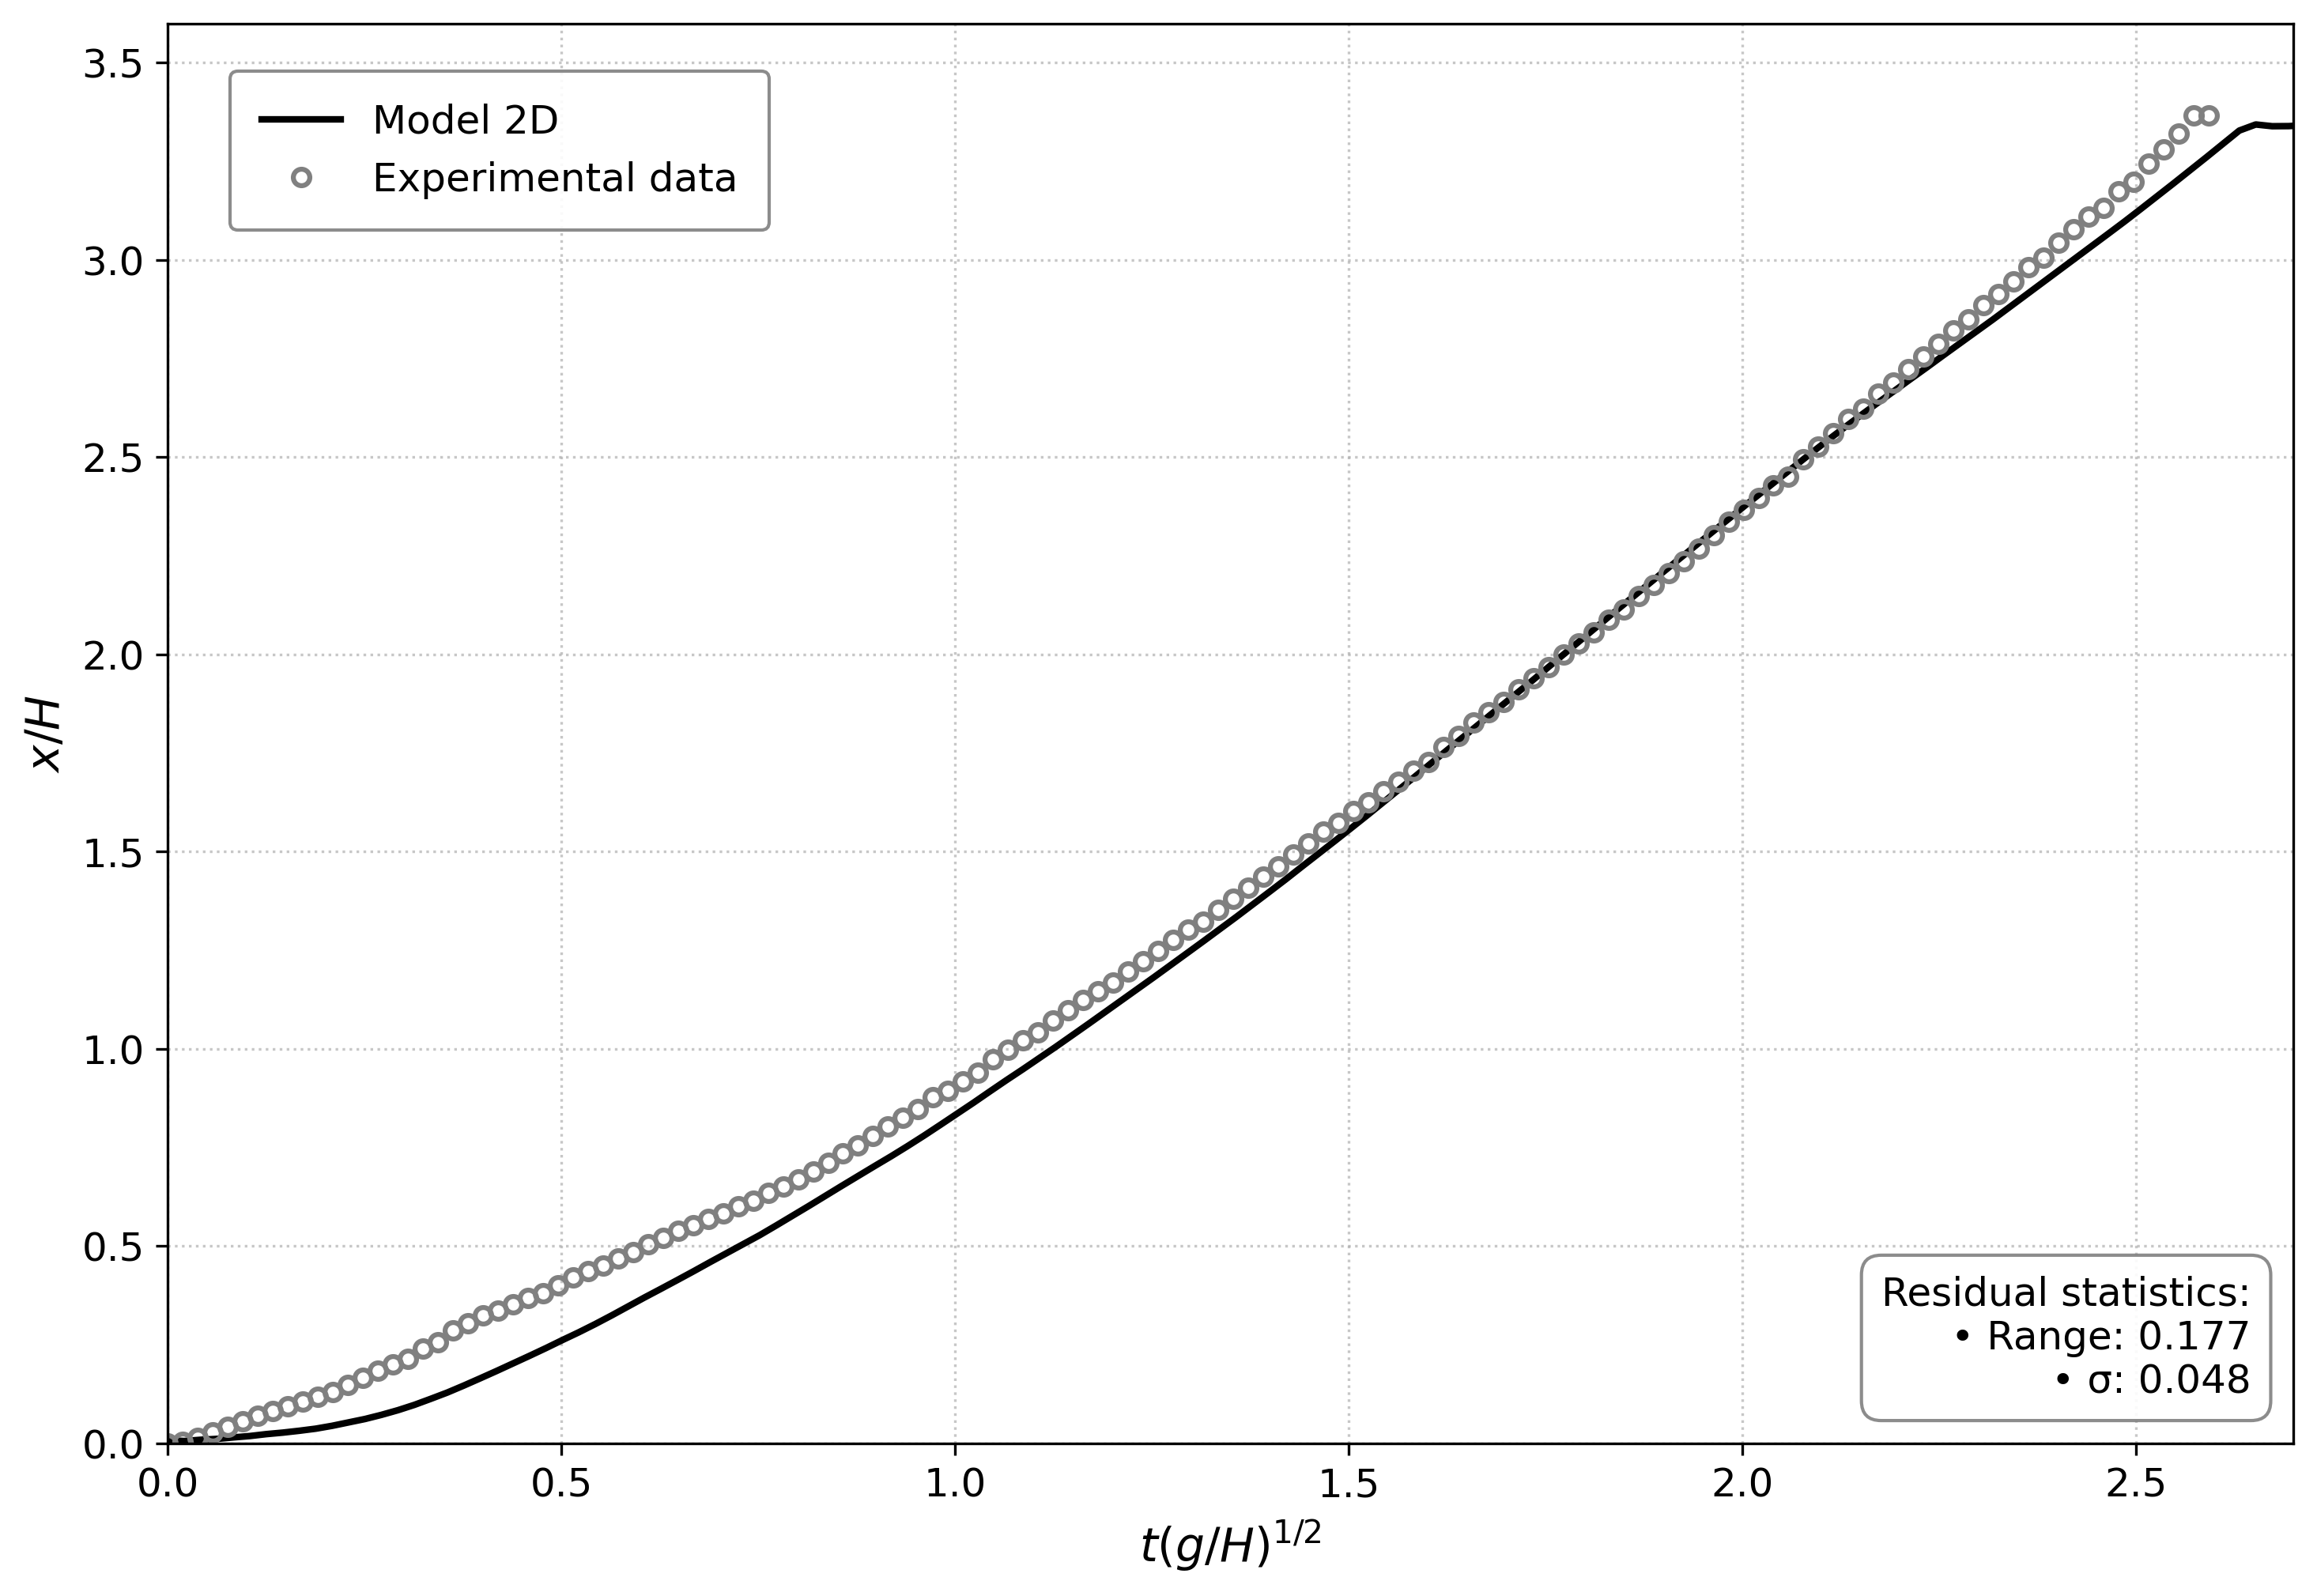 3.5
3.0
2.5
2.0
1.5
1.0
0.5
0.0
x/H
Model 2D
Experimental data
Residual statistics:
• Range: 0.177
• σ: 0.048
0.0 0.5 1.0 1.5 2.0 2.5
t(g/H)^{1/2}